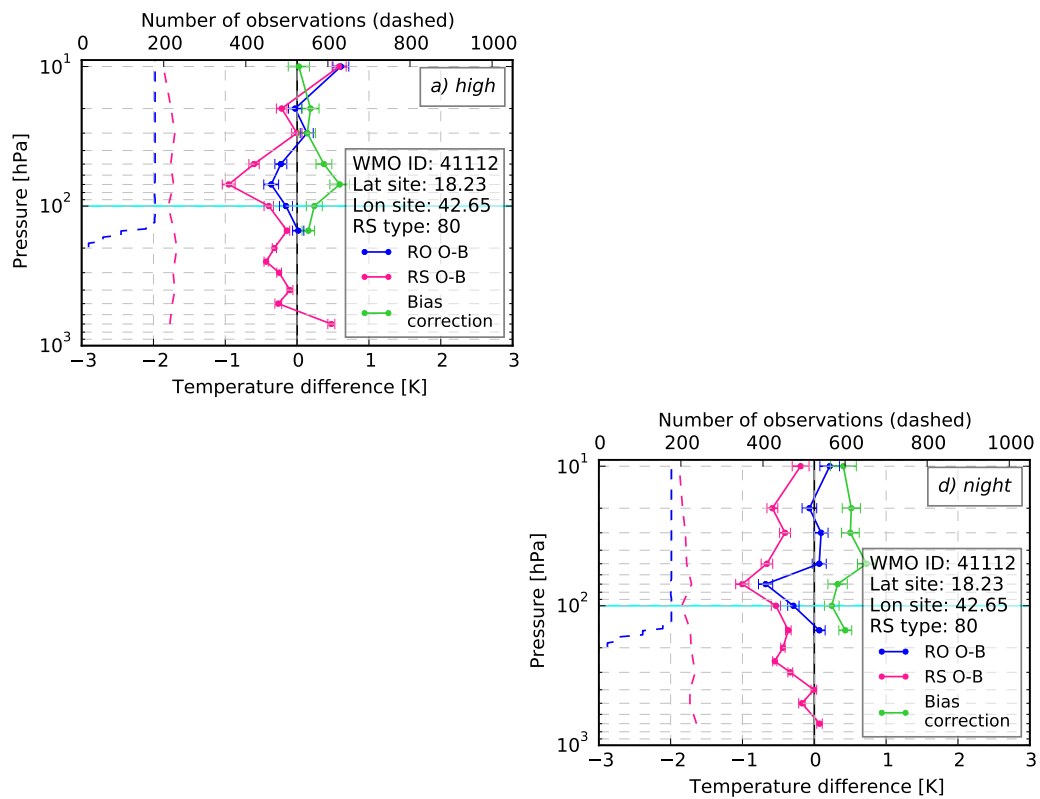 Number of observations (dashed)
0 200 400 600 800 1000
10¹
a) high
Pressure [hPa]
WMO ID: 41112
Lat site: 18.23
Lon site: 42.65
RS type: 80
10²
RO O-B
RS O-B
Bias
correction
10³
−3 −2 −1 0 1 2 3
Temperature difference [K]
Number of observations (dashed)
0 200 400 600 800 1000
10¹
d) night
Pressure [hPa]
WMO ID: 41112
Lat site: 18.23
Lon site: 42.65
RS type: 80
10²
RO O-B
RS O-B
Bias
correction
10³
−3 −2 −1 0 1 2 3
Temperature difference [K]